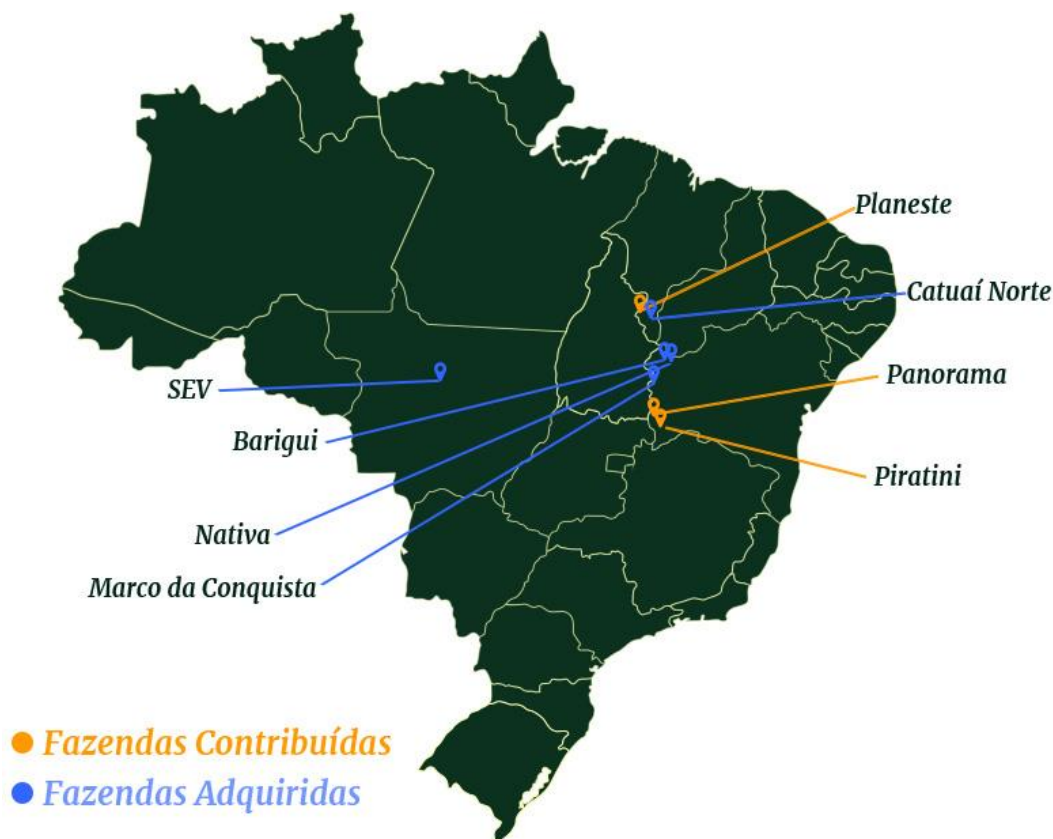 Planeste
Catuaí Norte
Panorama
SEV
Barigui
Piratini
Nativa
Marco da Conquista
Fazendas Contribuídas
Fazendas Adquiridas